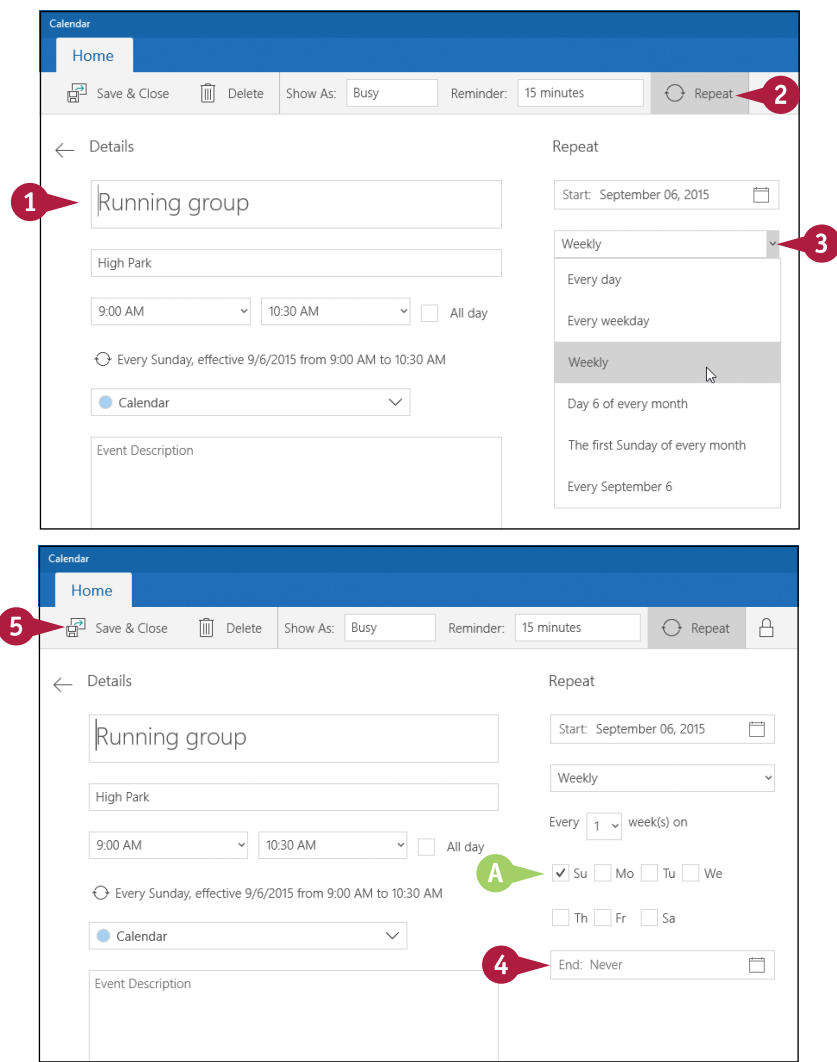 Calendar
Home
Save & Close Delete Show As: Busy Reminder: 15 minutes Repeat 2
Details
Repeat
1 Running group
Start: September 06, 2015
Weekly 3
High Park
Every day
9:00 AM 10:30 AM All day
Every weekday
Every Sunday, effective 9/6/2015 from 9:00 AM to 10:30 AM
Weekly
Calendar
Day 6 of every month
Event Description
The first Sunday of every month
Every September 6
Calendar
Home
5 Save & Close Delete Show As: Busy Reminder: 15 minutes Repeat
Details
Repeat
Running group
Start: September 06, 2015
Weekly
High Park
Every 1 week(s) on
9:00 AM 10:30 AM All day
A Su Mo Tu We
Every Sunday, effective 9/6/2015 from 9:00 AM to 10:30 AM
Th Fr Sa
Calendar
4 End: Never
Event Description